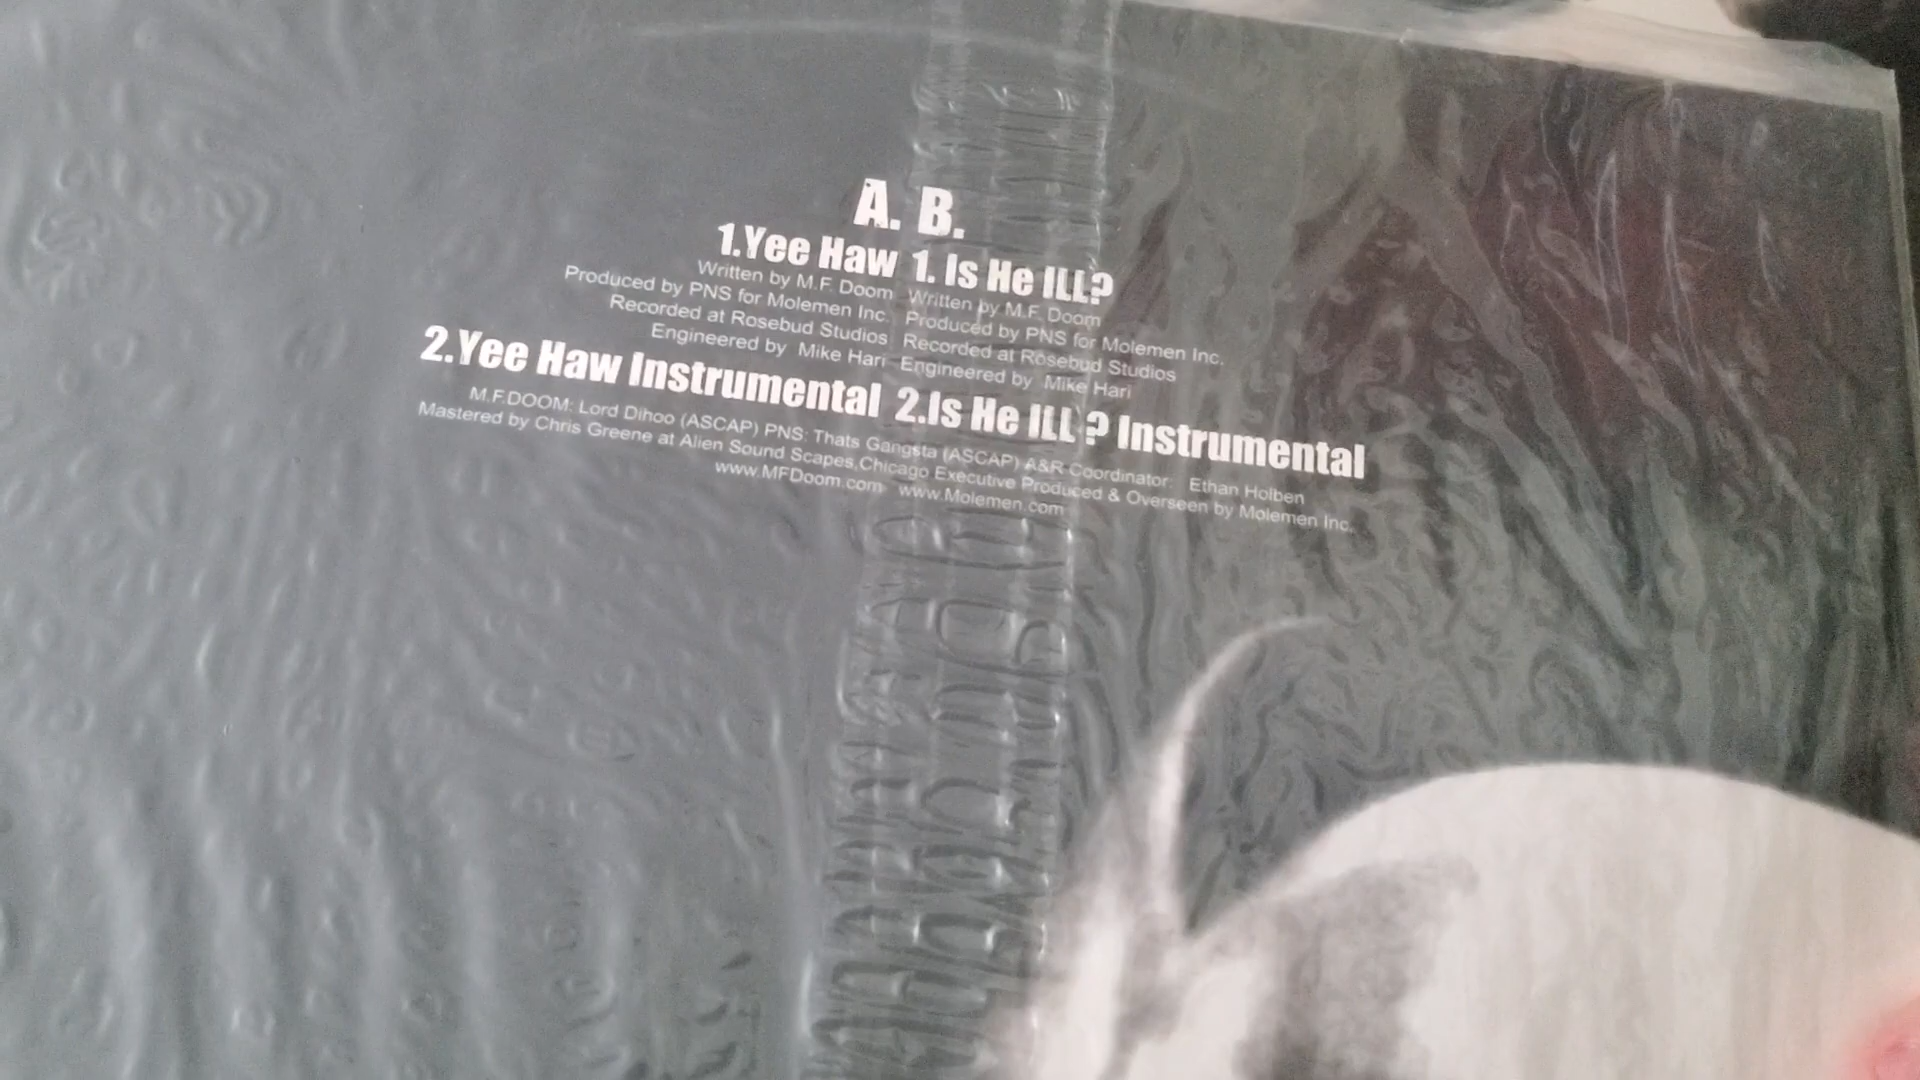 A. B.
1.Yee Haw 1. Is He ILL?
Written by M.F. Doom Written by M.F. Doom
Produced by PNS for Molemen Inc. Produced by PNS for Molemen Inc.
Recorded at Rosebud Studios Recorded at Rosebud Studios
Engineered by Mike Hari Engineered by Mike Hari
2.Yee Haw Instrumental 2.Is He ILL ? Instrumental
M.F.DOOM: Lord Dihoo (ASCAP) PNS: Thats Gangsta (ASCAP) A&R Coordinator: Ethan Holben
Mastered by Chris Greene at Alien Sound Scapes,Chicago Executive Produced & Overseen by Molemen Inc.
www.MFDoom.com www.Molemen.com